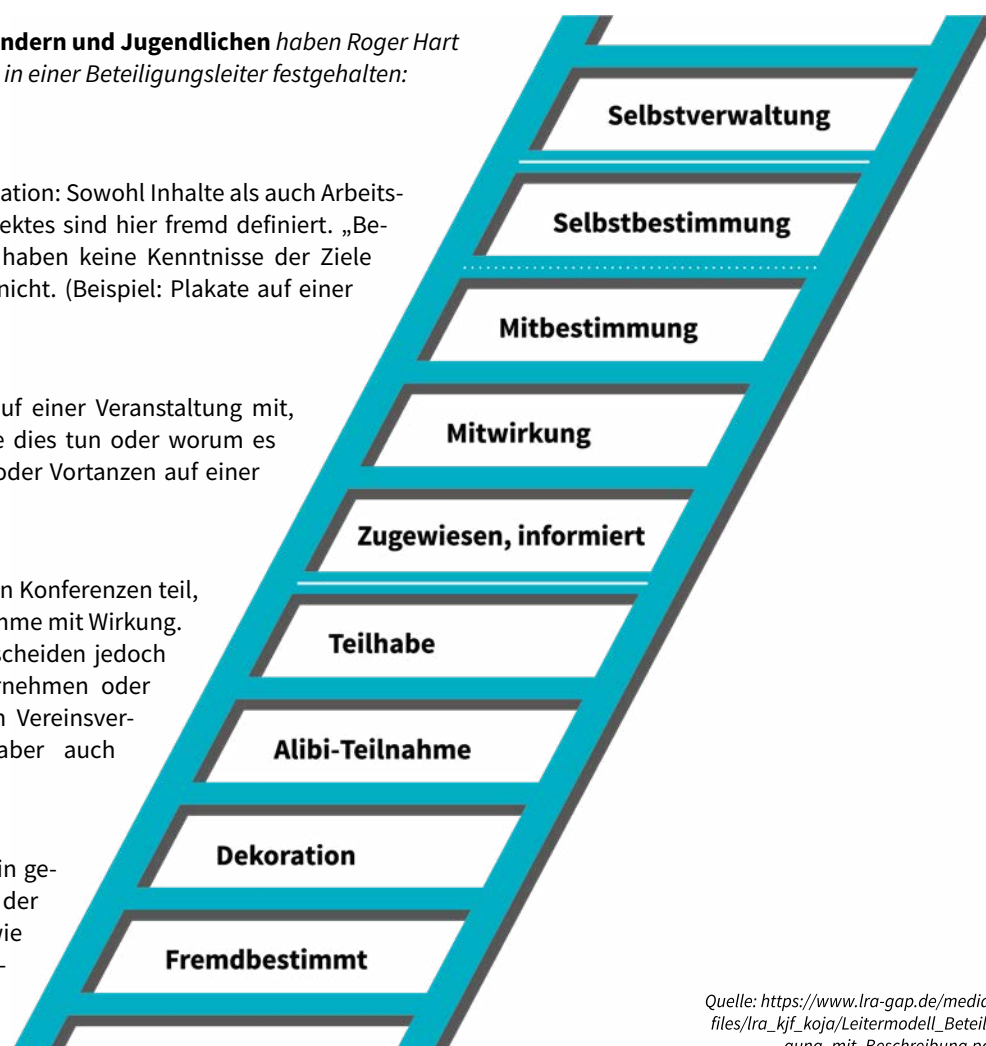 ndern und Jugendlichen haben Roger Hart
in einer Beteiligungsleiter festgehalten:
ation: Sowohl Inhalte als auch Arbeits-
ektes sind hier fremd definiert. „Be-
haben keine Kenntnisse der Ziele
nicht. (Beispiel: Plakate auf einer
uf einer Veranstaltung mit,
e dies tun oder worum es
oder Vortanzen auf einer
n Konferenzen teil,
mme mit Wirkung.
scheiden jedoch
rnehmen oder
n Vereinsver-
aber auch
in ge-
der
vie
-
Selbstverwaltung
Selbstbestimmung
Mitbestimmung
Mitwirkung
Zugewiesen, informiert
Teilhabe
Alibi-Teilnahme
Dekoration
Fremdbestimmt
Quelle: https://www.lra-gap.de/medic
files/lra_kjf_koja/Leitermodell_Beteil
gung_mit_Beschreibung.pd